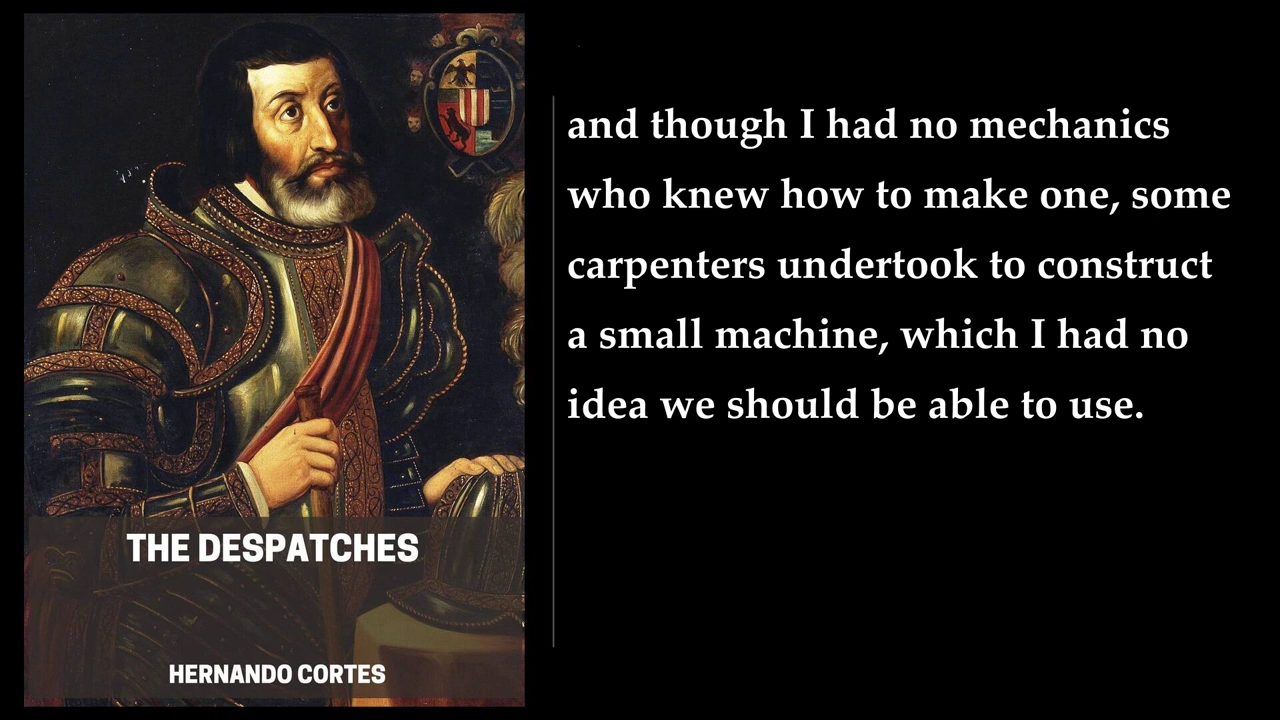 THE DESPATCHES
HERNANDO CORTES
and though I had no mechanics
who knew how to make one, some
carpenters undertook to construct
a small machine, which I had no
idea we should be able to use.